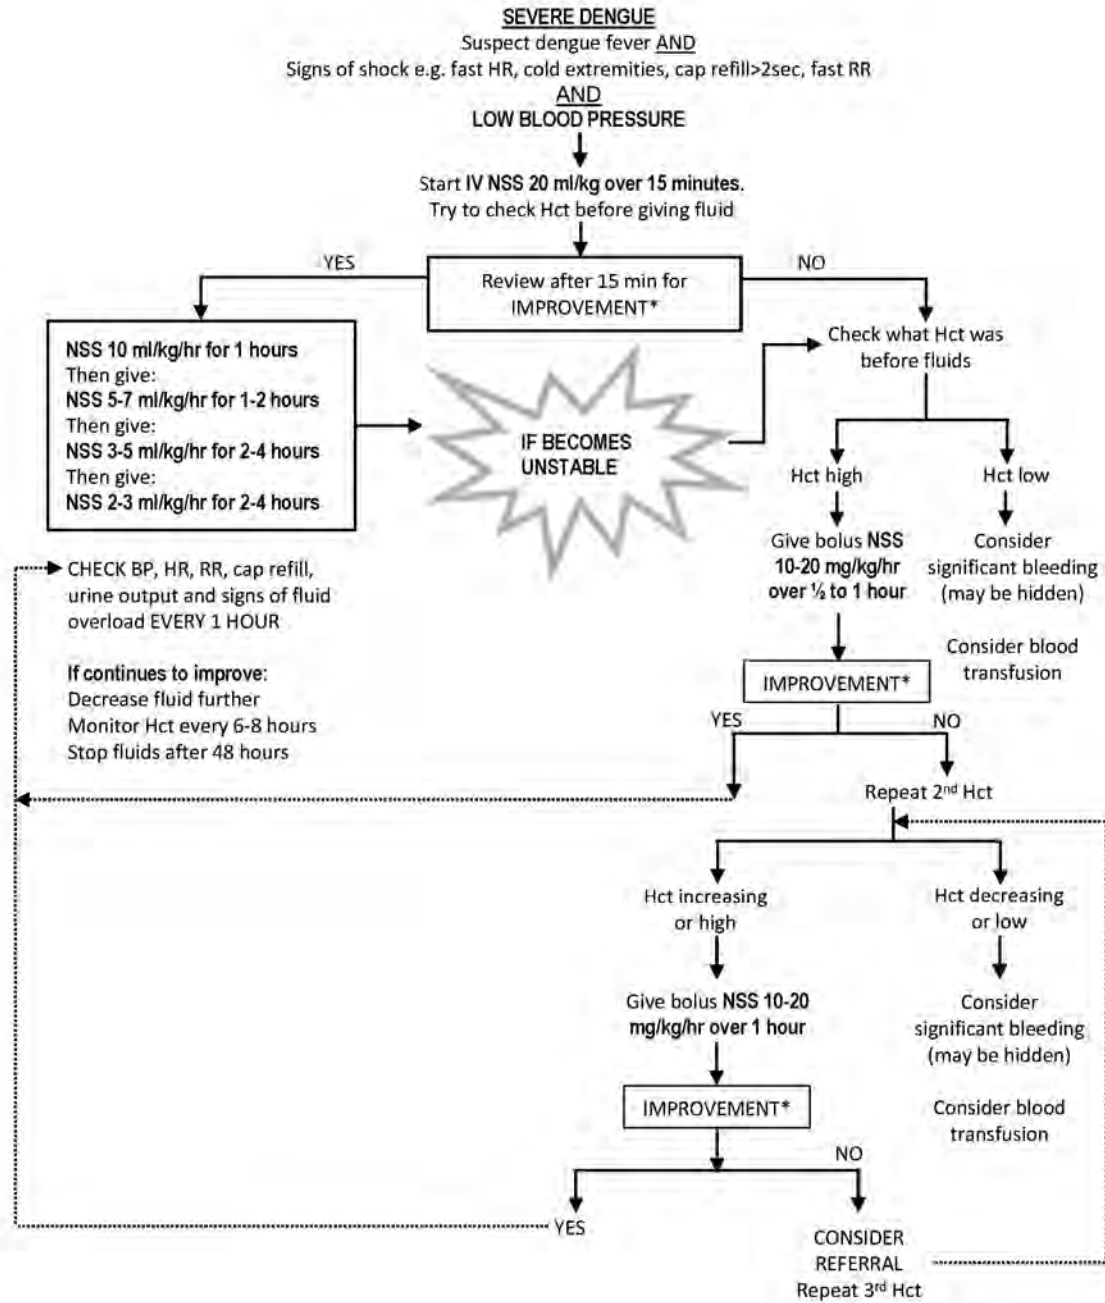 SEVERE DENGUE
Suspect dengue fever AND
Signs of shock e.g. fast HR, cold extremities, cap refill>2sec, fast RR
AND
LOW BLOOD PRESSURE
Start IV NSS 20 ml/kg over 15 minutes.
Try to check Hct before giving fluid
YES
NO
Review after 15 min for
IMPROVEMENT*
NSS 10 ml/kg/hr for 1 hours
Then give:
NSS 5-7 ml/kg/hr for 1-2 hours
Then give:
NSS 3-5 ml/kg/hr for 2-4 hours
Then give:
NSS 2-3 ml/kg/hr for 2-4 hours
IF BECOMES
UNSTABLE
Check what Hct was
before fluids
Hct high
Hct low
Give bolus NSS
10-20 mg/kg/hr
over ½ to 1 hour
Consider
significant bleeding
(may be hidden)
Consider blood
transfusion
CHECK BP, HR, RR, cap refill,
urine output and signs of fluid
overload EVERY 1 HOUR
If continues to improve:
Decrease fluid further
Monitor Hct every 6-8 hours
Stop fluids after 48 hours
IMPROVEMENT*
YES
NO
Repeat 2nd Hct
Hct increasing
or high
Hct decreasing
or low
Give bolus NSS 10-20
mg/kg/hr over 1 hour
Consider
significant bleeding
(may be hidden)
Consider blood
transfusion
IMPROVEMENT*
NO
YES
CONSIDER
REFERRAL
Repeat 3rd Hct